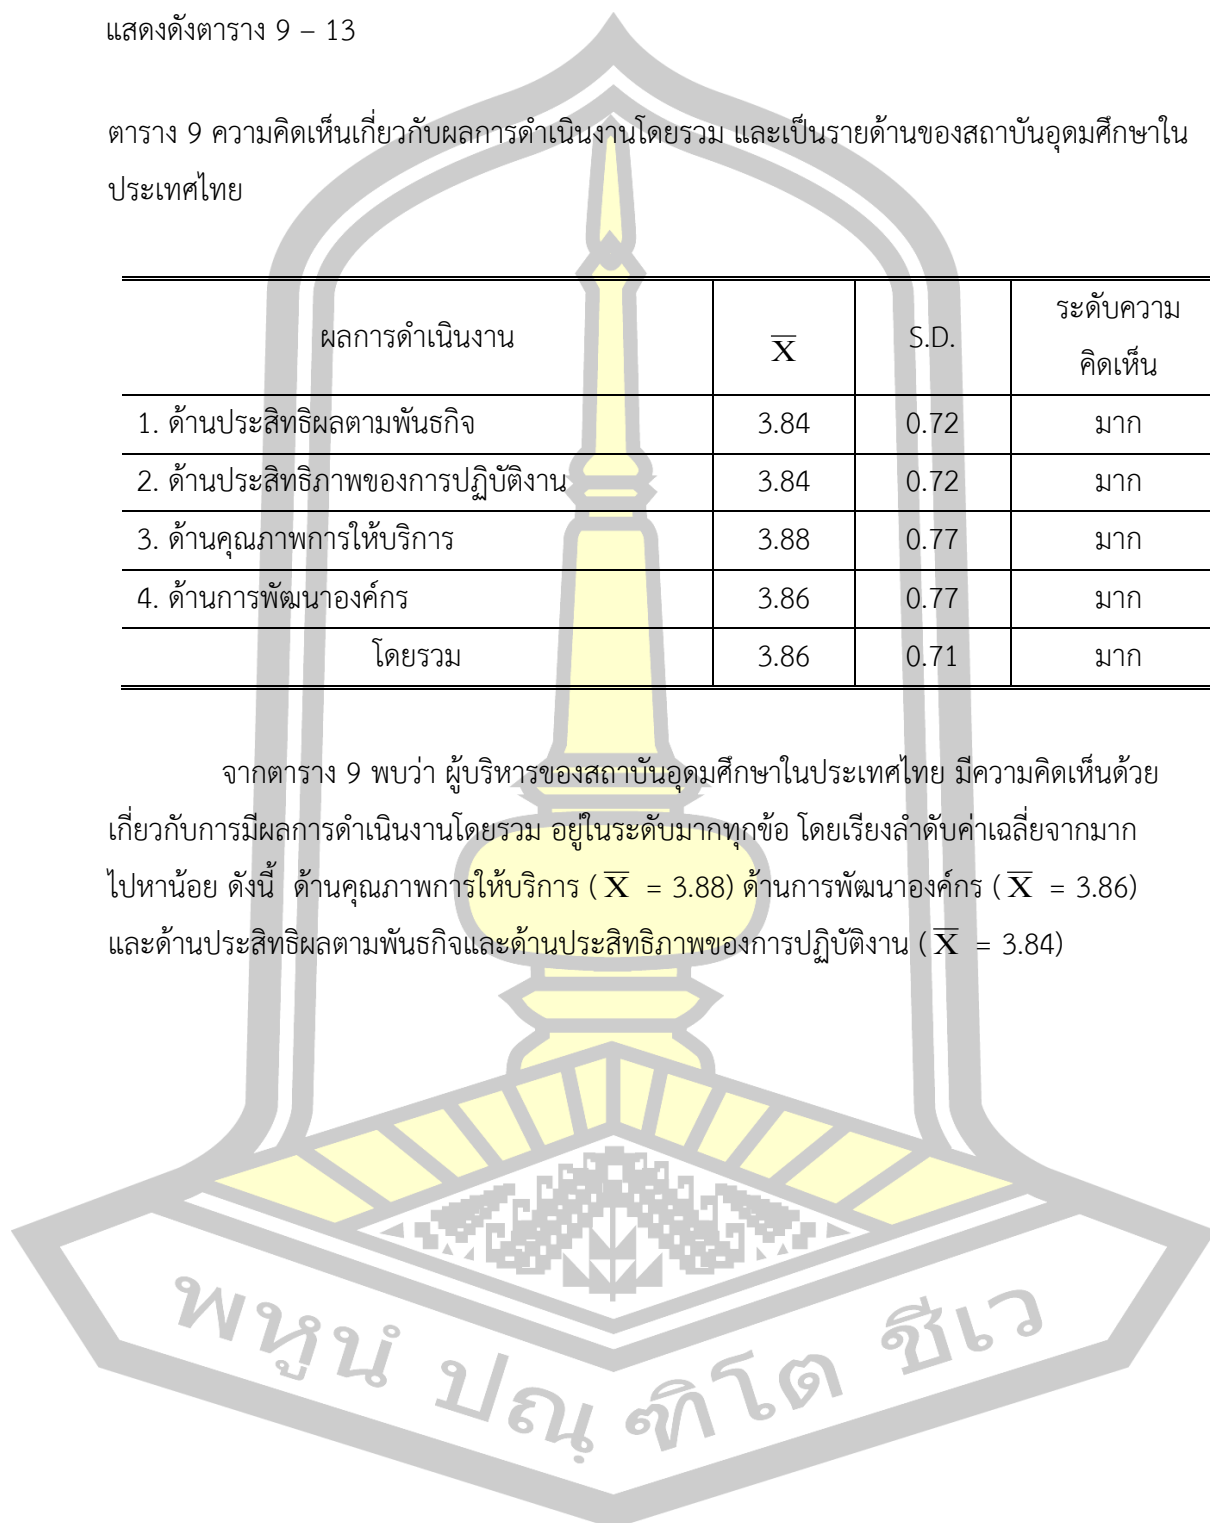 แสดงดังตาราง 9 – 13
ตาราง 9 ความคิดเห็นเกี่ยวกับผลการดำเนินงานโดยรวม และเป็นรายด้านของสถาบันอุดมศึกษาใน
ประเทศไทย
ผลการดำเนินงาน X̅ S.D. ระดับความ
คิดเห็น
1. ด้านประสิทธิผลตามพันธกิจ 3.84 0.72 มาก
2. ด้านประสิทธิภาพของการปฏิบัติงาน 3.84 0.72 มาก
3. ด้านคุณภาพการให้บริการ 3.88 0.77 มาก
4. ด้านการพัฒนาองค์กร 3.86 0.77 มาก
โดยรวม 3.86 0.71 มาก
จากตาราง 9 พบว่า ผู้บริหารของสถาบันอุดมศึกษาในประเทศไทย มีความคิดเห็นด้วย
เกี่ยวกับการมีผลการดำเนินงานโดยรวม อยู่ในระดับมากทุกข้อ โดยเรียงลำดับค่าเฉลี่ยจากมาก
ไปหาน้อย ดังนี้ ด้านคุณภาพการให้บริการ ( X̅ = 3.88) ด้านการพัฒนาองค์กร ( X̅ = 3.86)
และด้านประสิทธิผลตามพันธกิจและด้านประสิทธิภาพของการปฏิบัติงาน ( X̅ = 3.84)
พหูนํ ปณฺฑิโต ชีเว